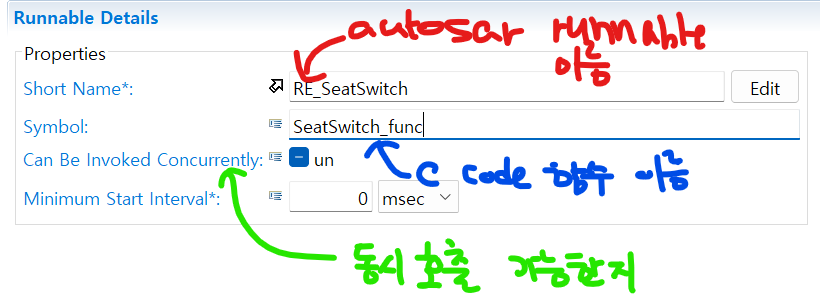 Runnable Details
autosar runnable
이름
Properties
Short Name*: RE_SeatSwitch Edit
Symbol: SeatSwitch_func
Can Be Invoked Concurrently: un
C code 함수 이름
Minimum Start Interval*: 0 msec
동시 호출 가능한지